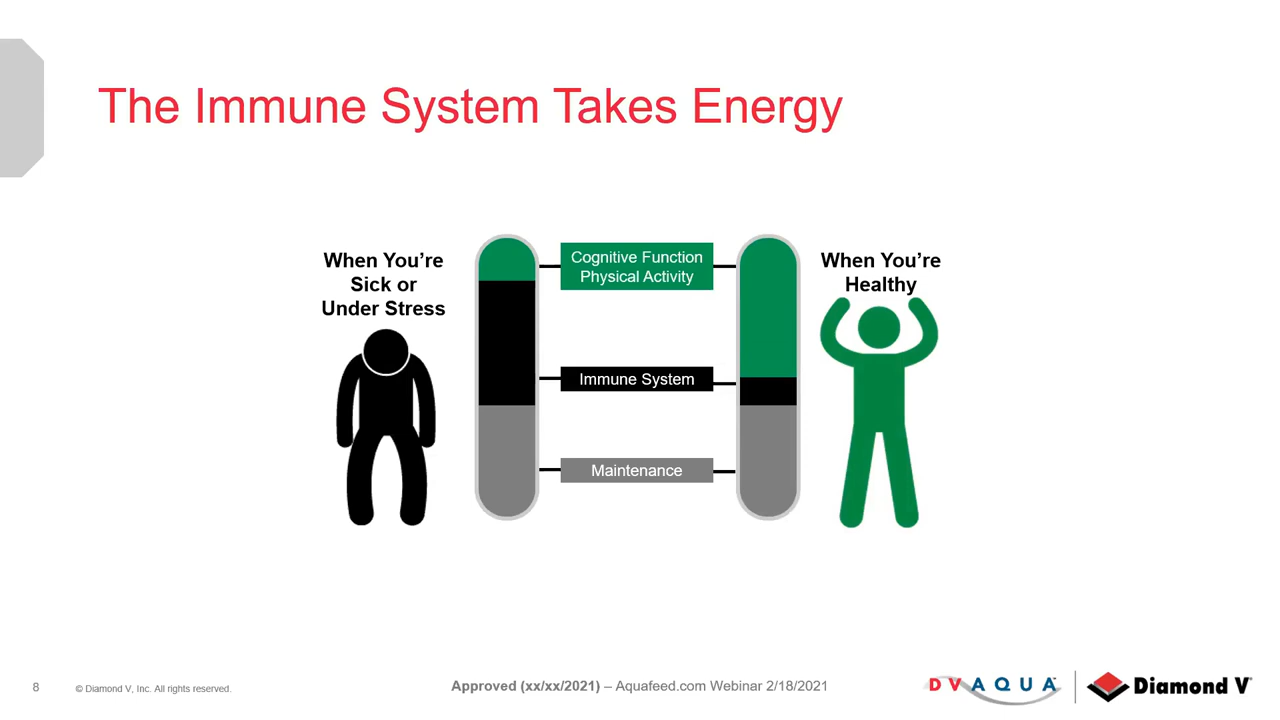 The Immune System Takes Energy
When You’re
Sick or
Under Stress
Cognitive Function
Physical Activity
Immune System
Maintenance
When You’re
Healthy
8
© Diamond V, Inc. All rights reserved.
Approved (xx/xx/2021) – Aquafeed.com Webinar 2/18/2021
DVAQUA
Diamond V